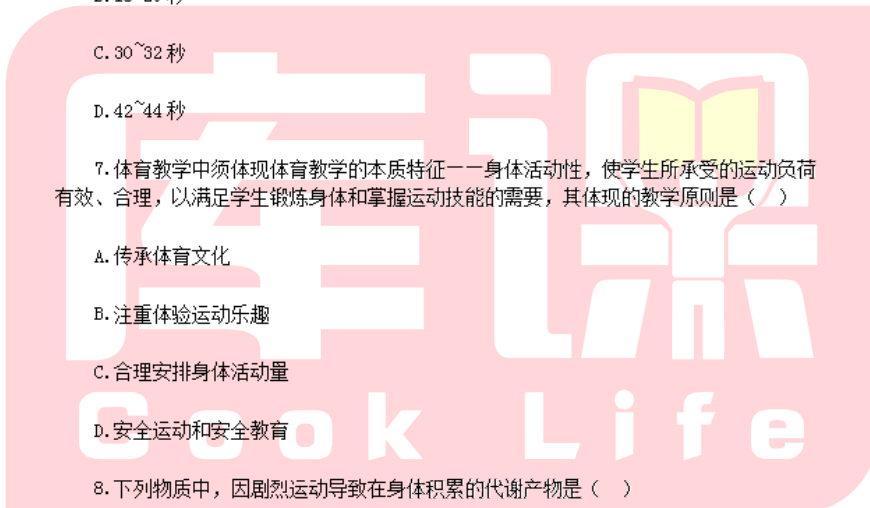 C.30~32秒
D.42~44秒
7.体育教学中须体现体育教学的本质特征——身体活动性，使学生所承受的运动负荷
有效、合理，以满足学生锻炼身体和掌握运动技能的需要，其体现的教学原则是（ ）
A.传承体育文化
B.注重体验运动乐趣
C.合理安排身体活动量
D.安全运动和安全教育
8.下列物质中，因剧烈运动导致在身体积累的代谢产物是（ ）
库课
Cook Life